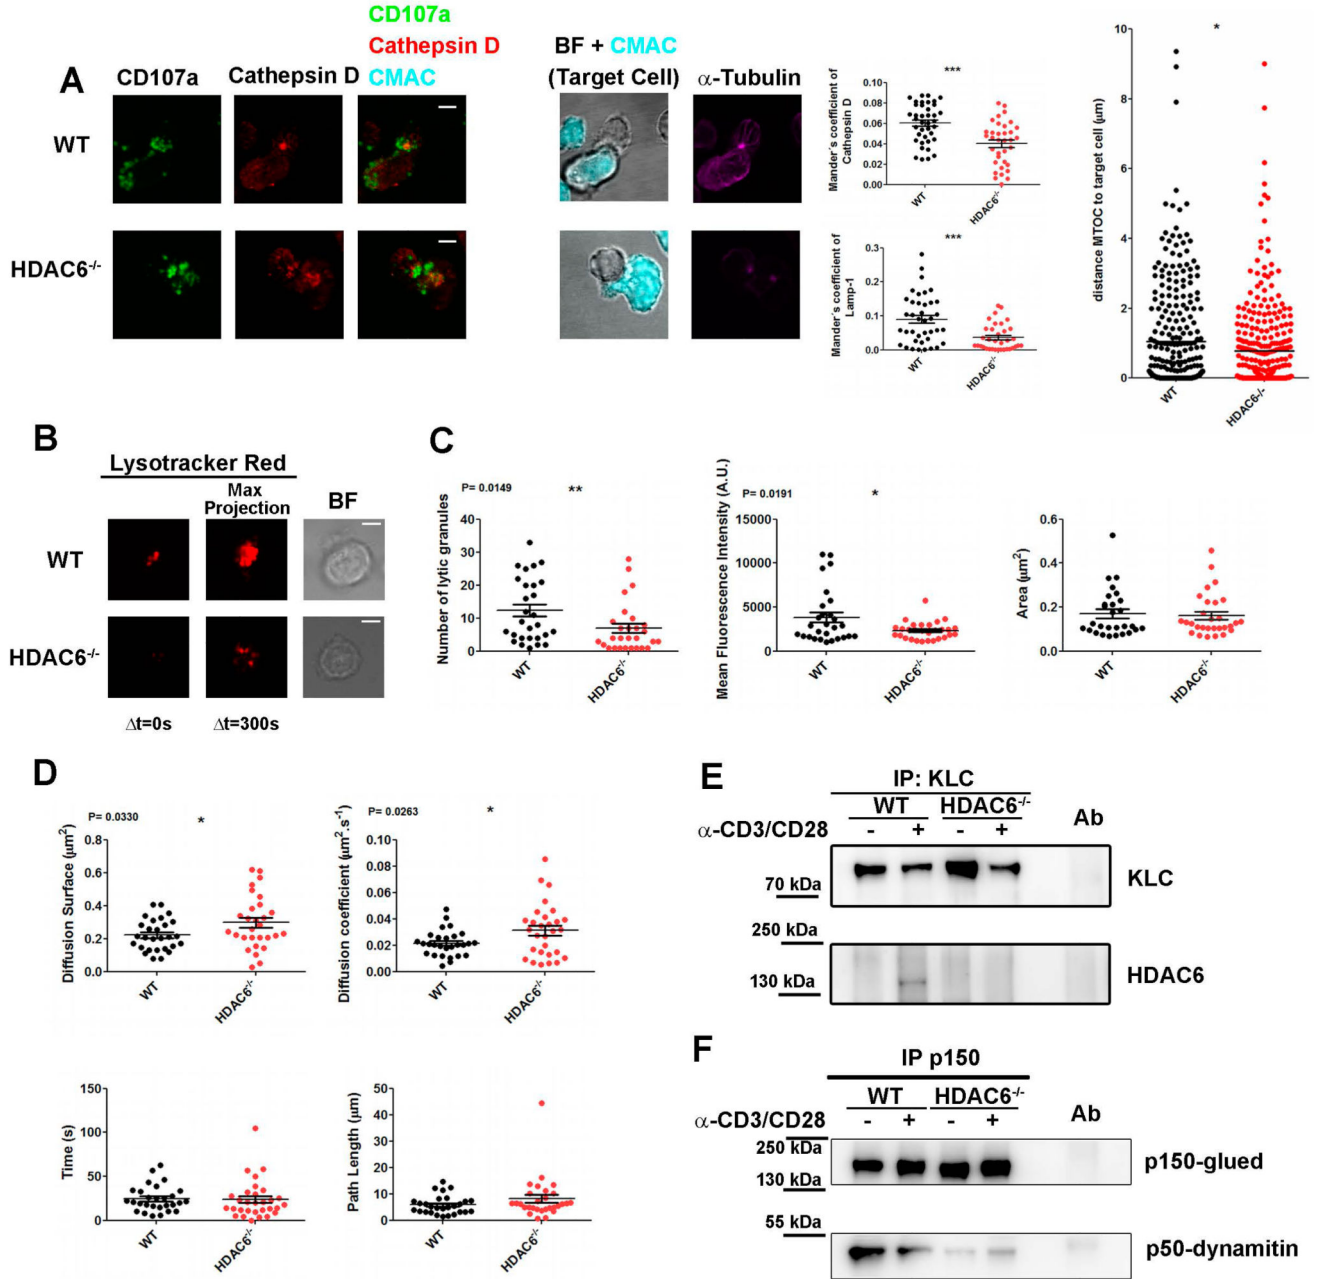 A
CD107a
Cathepsin D
CD107a
Cathepsin D
CMAC
BF + CMAC
(Target Cell)
α-Tubulin
WT
HDAC6-/-
Mander´s coefficient of
Cathepsin D
***
0.10
0.08
0.06
0.04
0.02
0.00
WT
HDAC6-/-
Mander´s coefficient of
Lamp-1
***
0.3
0.2
0.1
0.0
WT
HDAC6-/-
distance MTOC to target cell (μm)
*
10
8
6
4
2
0
WT
HDAC6-/-
B
Lysotracker Red
Max
Projection
BF
WT
HDAC6-/-
Δt=0s
Δt=300s
C
P= 0.0149
**
Number of lytic granules
40
30
20
10
0
WT
HDAC6-/-
P= 0.0191
*
Mean Fluorescence Intensity (A.U.)
15000
10000
5000
0
WT
HDAC6-/-
Area (μm2)
0.6
0.4
0.2
0.0
WT
HDAC6-/-
D
P= 0.0330
*
Diffusion Surface (μm2)
0.8
0.6
0.4
0.2
0.0
WT
HDAC6-/-
P= 0.0263
*
Diffusion coefficient (μm2.s-1)
0.10
0.08
0.06
0.04
0.02
0.00
WT
HDAC6-/-
Time (s)
150
100
50
0
WT
HDAC6-/-
Path Length (μm)
50
40
30
20
10
0
WT
HDAC6-/-
E
IP: KLC
WT HDAC6-/-
Ab
α-CD3/CD28 - + - +
70 kDa
KLC
250 kDa
130 kDa
HDAC6
F
IP p150
WT HDAC6-/-
Ab
α-CD3/CD28 - + - +
250 kDa
130 kDa
p150-glued
55 kDa
p50-dynamitin